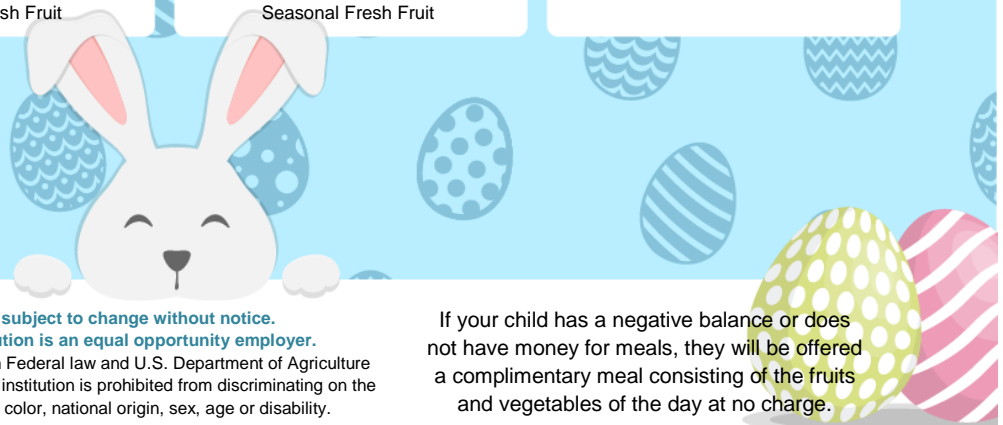 sh Fruit
Seasonal Fresh Fruit
subject to change without notice.
ution is an equal opportunity employer.
Federal law and U.S. Department of Agriculture
institution is prohibited from discriminating on the
color, national origin, sex, age or disability.
If your child has a negative balance or does
not have money for meals, they will be offered
a complimentary meal consisting of the fruits
and vegetables of the day at no charge.